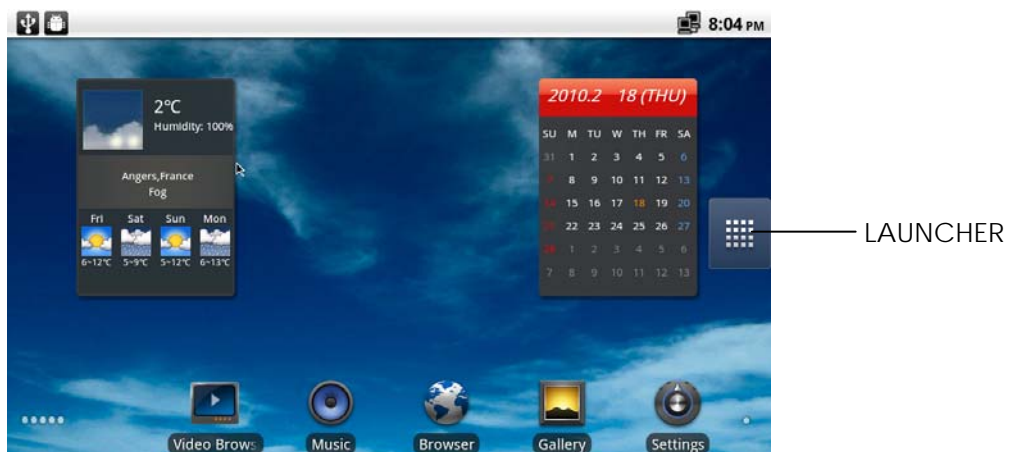 8:04 PM
2°C
Humidity: 100%
Angers,France
Fog
Fri Sat Sun Mon
6~12°C 5~9°C 5~12°C 6~13°C
2010.2 18 (THU)
SU M TU W TH FR SA
31 1 2 3 4 5 6
7 8 9 10 11 12 13
14 15 16 17 18 19 20
21 22 23 24 25 26 27
28 1 2 3 4 5 6
7 8 9 10 11 12 13
LAUNCHER
Video Brows
Music
Browser
Gallery
Settings